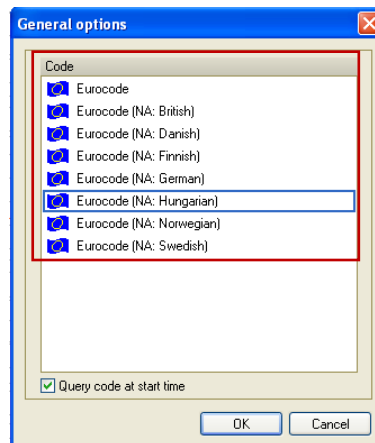 General options
Code
Eurocode
Eurocode (NA: British)
Eurocode (NA: Danish)
Eurocode (NA: Finnish)
Eurocode (NA: German)
Eurocode (NA: Hungarian)
Eurocode (NA: Norwegian)
Eurocode (NA: Swedish)
Query code at start time
OK Cancel